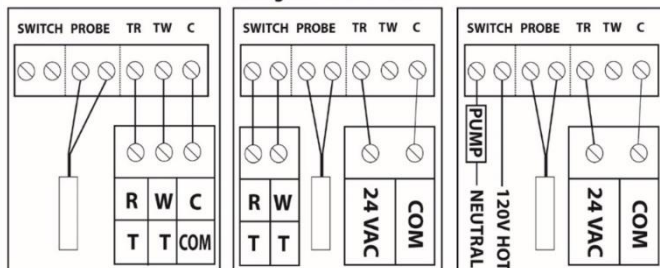 SWITCH PROBE TR TW C
R W C
T T COM
SWITCH PROBE TR TW C
R W
T T
24 VAC
COM
SWITCH PROBE TR TW C
PUMP
NEUTRAL
120V HOT
24 VAC
COM